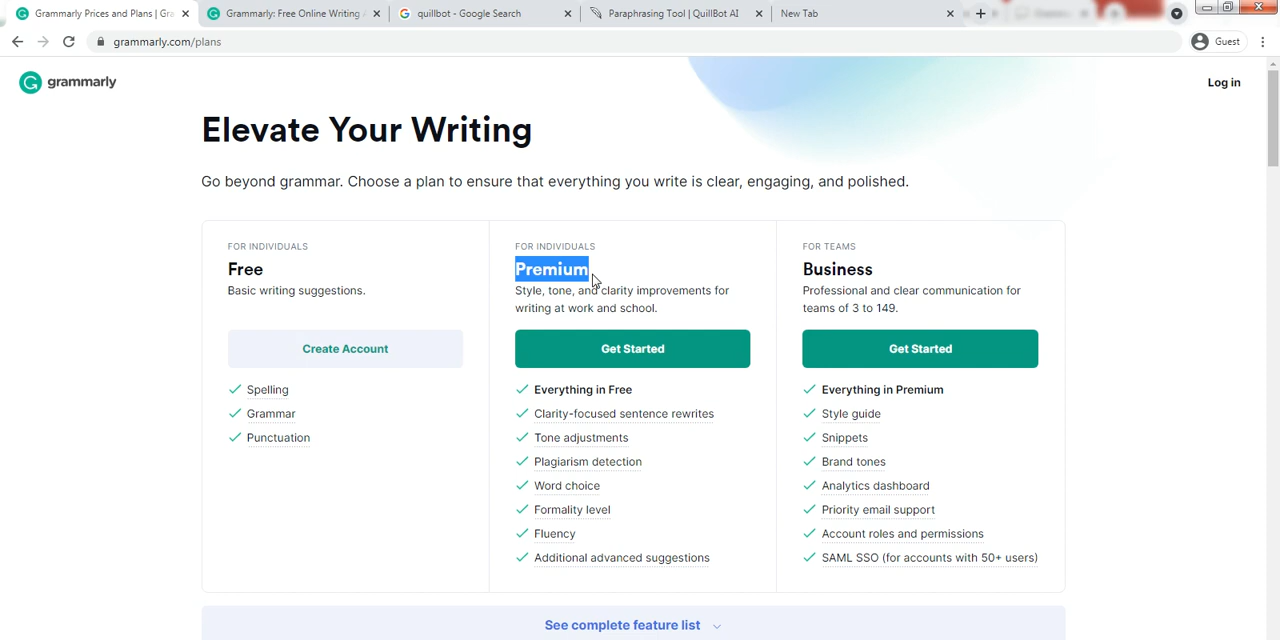 Grammarly Prices and Plans | Gra
Grammarly: Free Online Writing
quillbot - Google Search
Paraphrasing Tool | QuillBot AI
New Tab
grammarly.com/plans
Guest
grammarly
Log in
Elevate Your Writing
Go beyond grammar. Choose a plan to ensure that everything you write is clear, engaging, and polished.
FOR INDIVIDUALS
Free
Basic writing suggestions.
Create Account
Spelling
Grammar
Punctuation
FOR INDIVIDUALS
Premium
Style, tone, and clarity improvements for
writing at work and school.
Get Started
Everything in Free
Clarity-focused sentence rewrites
Tone adjustments
Plagiarism detection
Word choice
Formality level
Fluency
Additional advanced suggestions
FOR TEAMS
Business
Professional and clear communication for
teams of 3 to 149.
Get Started
Everything in Premium
Style guide
Snippets
Brand tones
Analytics dashboard
Priority email support
Account roles and permissions
SAML SSO (for accounts with 50+ users)
See complete feature list